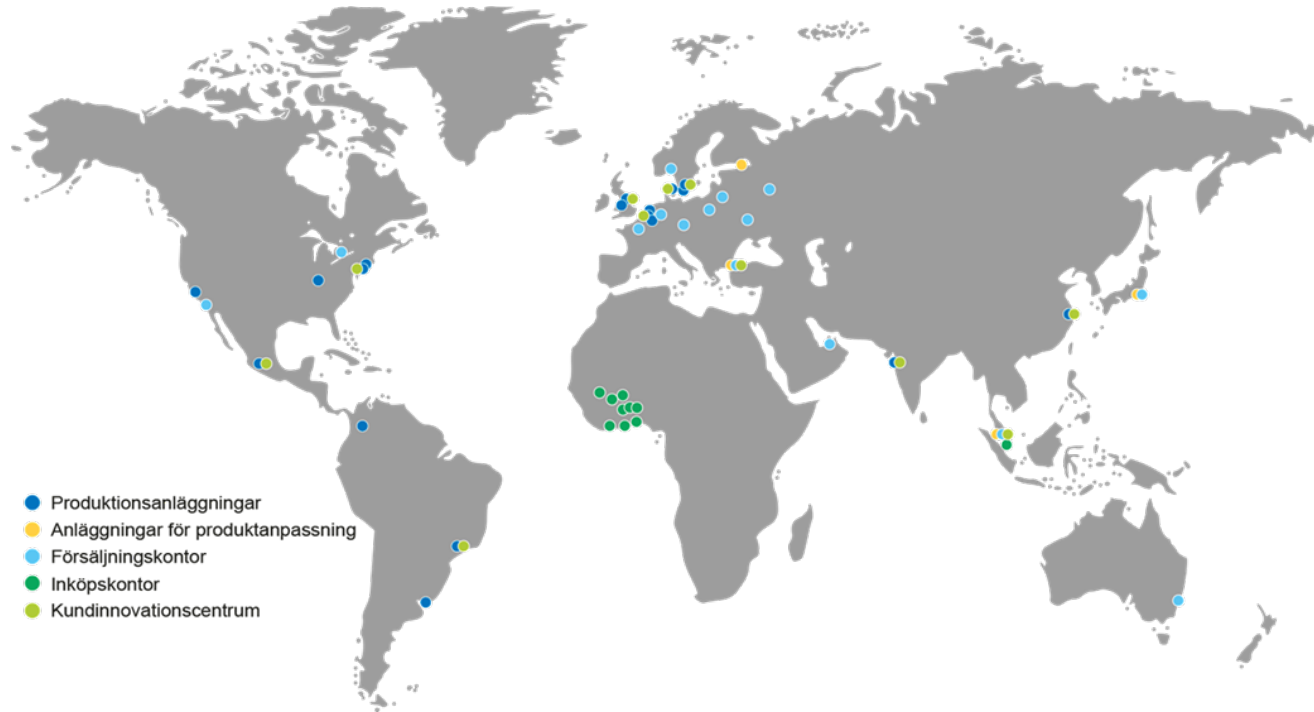 Produktionsanläggningar
Anläggningar för produktanpassning
Försäljningskontor
Inköpskontor
Kundinnovationscentrum